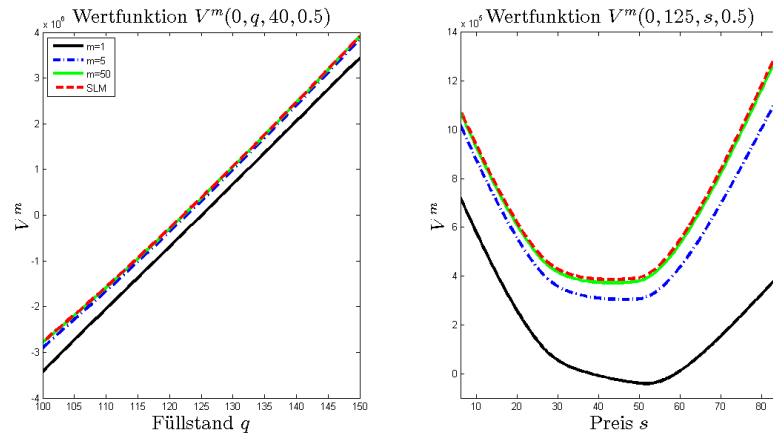 Wertfunktion $V^m(0, q, 40, 0.5)$
x 10^6
4
3
2
1
0
-1
-2
-3
-4
V^m
m=1
m=5
m=50
SLM
100 105 110 115 120 125 130 135 140 145 150
Füllstand q
Wertfunktion $V^m(0, 125, s, 0.5)$
x 10^5
14
12
10
8
6
4
2
0
V^m
10 20 30 40 50 60 70 80
Preis s